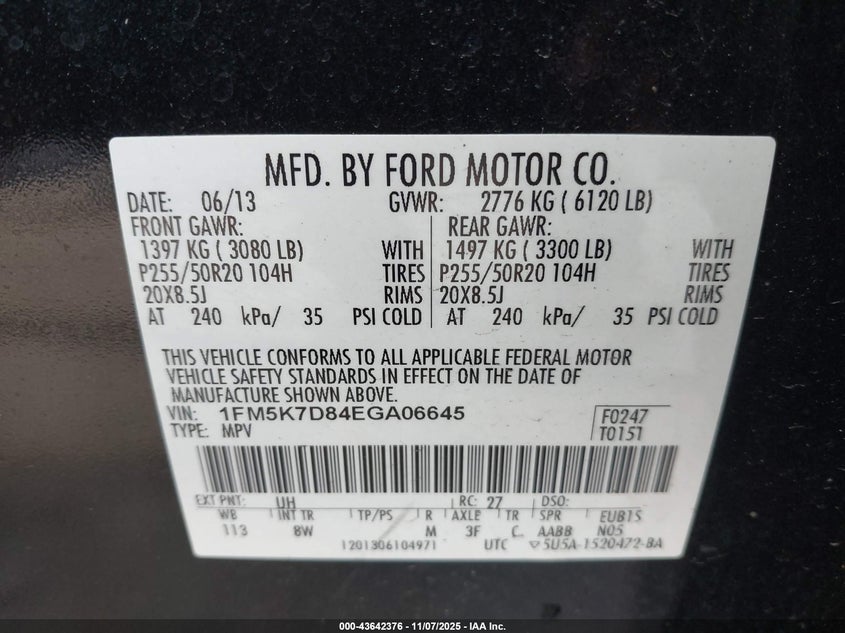 MFD. BY FORD MOTOR CO.
DATE: 06/13 GVWR: 2776 KG ( 6120 LB)
FRONT GAWR: REAR GAWR:
1397 KG ( 3080 LB) WITH 1497 KG ( 3300 LB) WITH
P255/50R20 104H TIRES P255/50R20 104H TIRES
20X8.5J RIMS 20X8.5J RIMS
AT 240 kPa/ 35 PSI COLD AT 240 kPa/ 35 PSI COLD
THIS VEHICLE CONFORMS TO ALL APPLICABLE FEDERAL MOTOR
VEHICLE SAFETY STANDARDS IN EFFECT ON THE DATE OF
MANUFACTURE SHOWN ABOVE.
VIN: 1FM5K7D84EGA06645 F0247
TYPE: MPV T0151
EXT PNT: UH RC: 27 DSO:
WB INT TR TP/PS R AXLE TR SPR EUB15
113 8W M 3F C. AABB N05
1201306104971 UTC ▽5U5A-1520472-BA
000-43642376 - 11/07/2025 - IAA Inc.